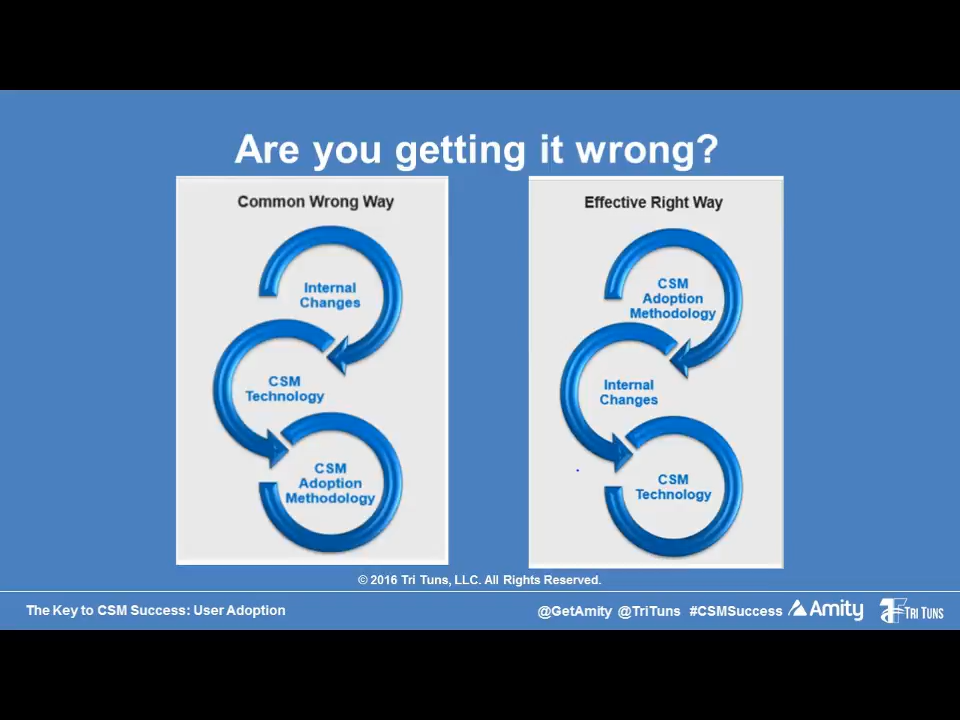 Are you getting it wrong?
Common Wrong Way
Internal
Changes
CSM
Technology
CSM
Adoption
Methodology
Effective Right Way
CSM
Adoption
Methodology
Internal
Changes
CSM
Technology
© 2016 Tri Tuns, LLC. All Rights Reserved.
The Key to CSM Success: User Adoption
@GetAmity @TriTuns #CSMSuccess Amity TRI TUNS